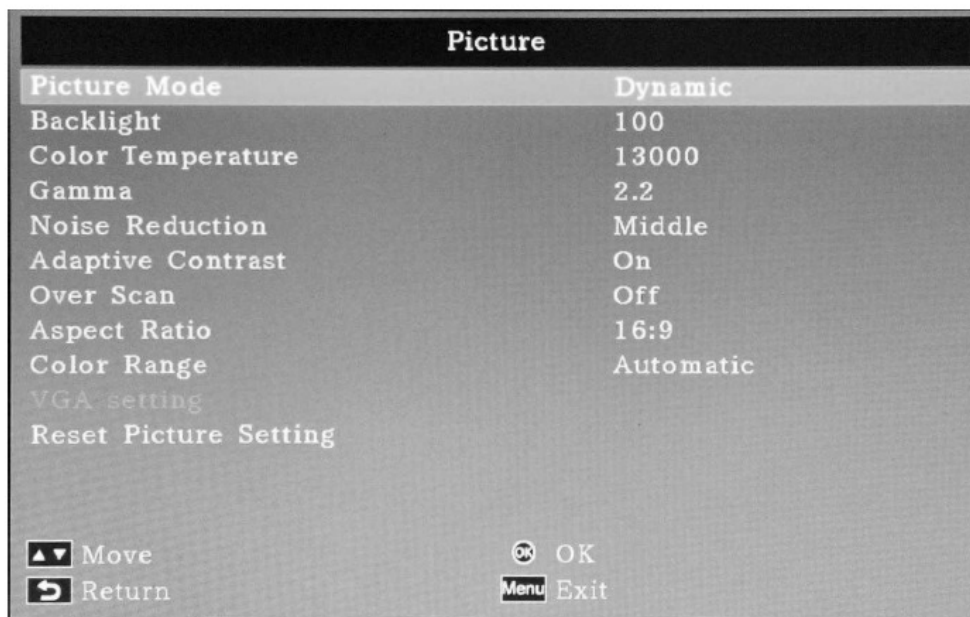 Picture
Picture Mode Dynamic
Backlight 100
Color Temperature 13000
Gamma 2.2
Noise Reduction Middle
Adaptive Contrast On
Over Scan Off
Aspect Ratio 16:9
Color Range Automatic
VGA setting
Reset Picture Setting
▲▼ Move OK OK
Return Menu Exit